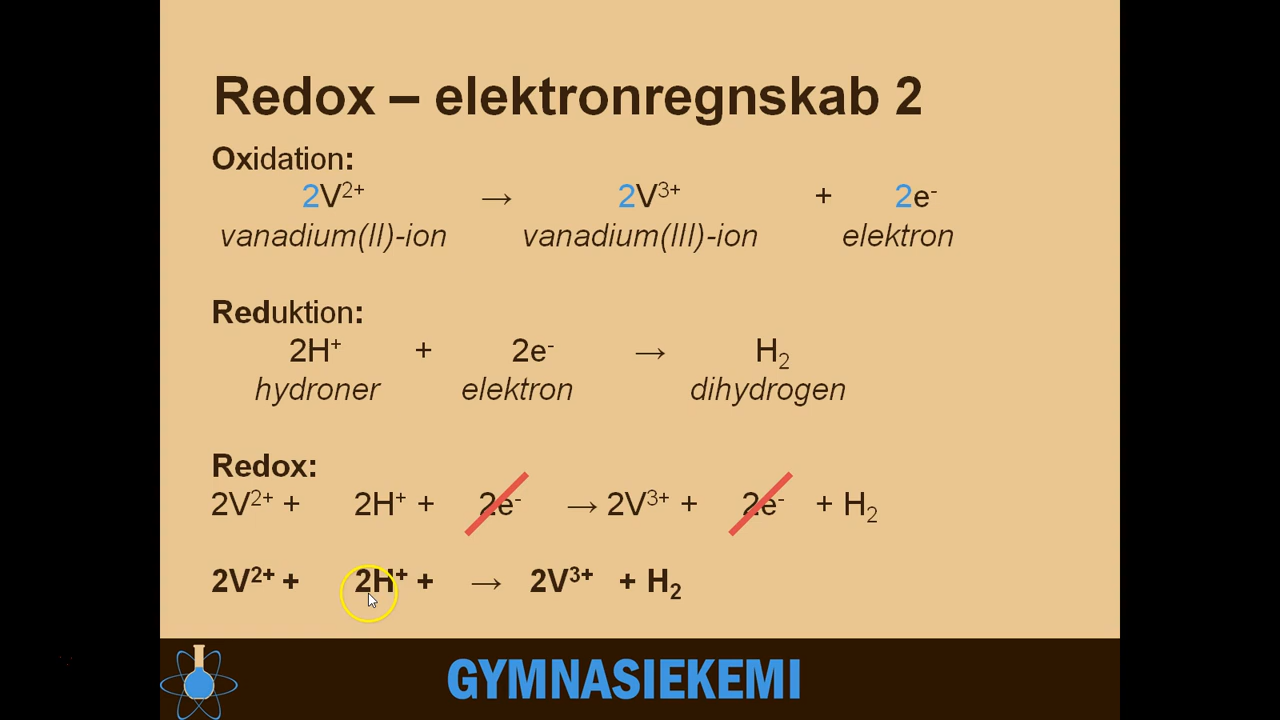 Redox – elektronregnskab 2
Oxidation:
2V²⁺ → 2V³⁺ + 2e⁻
vanadium(II)-ion vanadium(III)-ion elektron
Reduktion:
2H⁺ + 2e⁻ → H₂
hydroner elektron dihydrogen
Redox:
2V²⁺ + 2H⁺ + 2e⁻ → 2V³⁺ + 2e⁻ + H₂
2V²⁺ + 2H⁺ + → 2V³⁺ + H₂
GYMNASIEKEMI